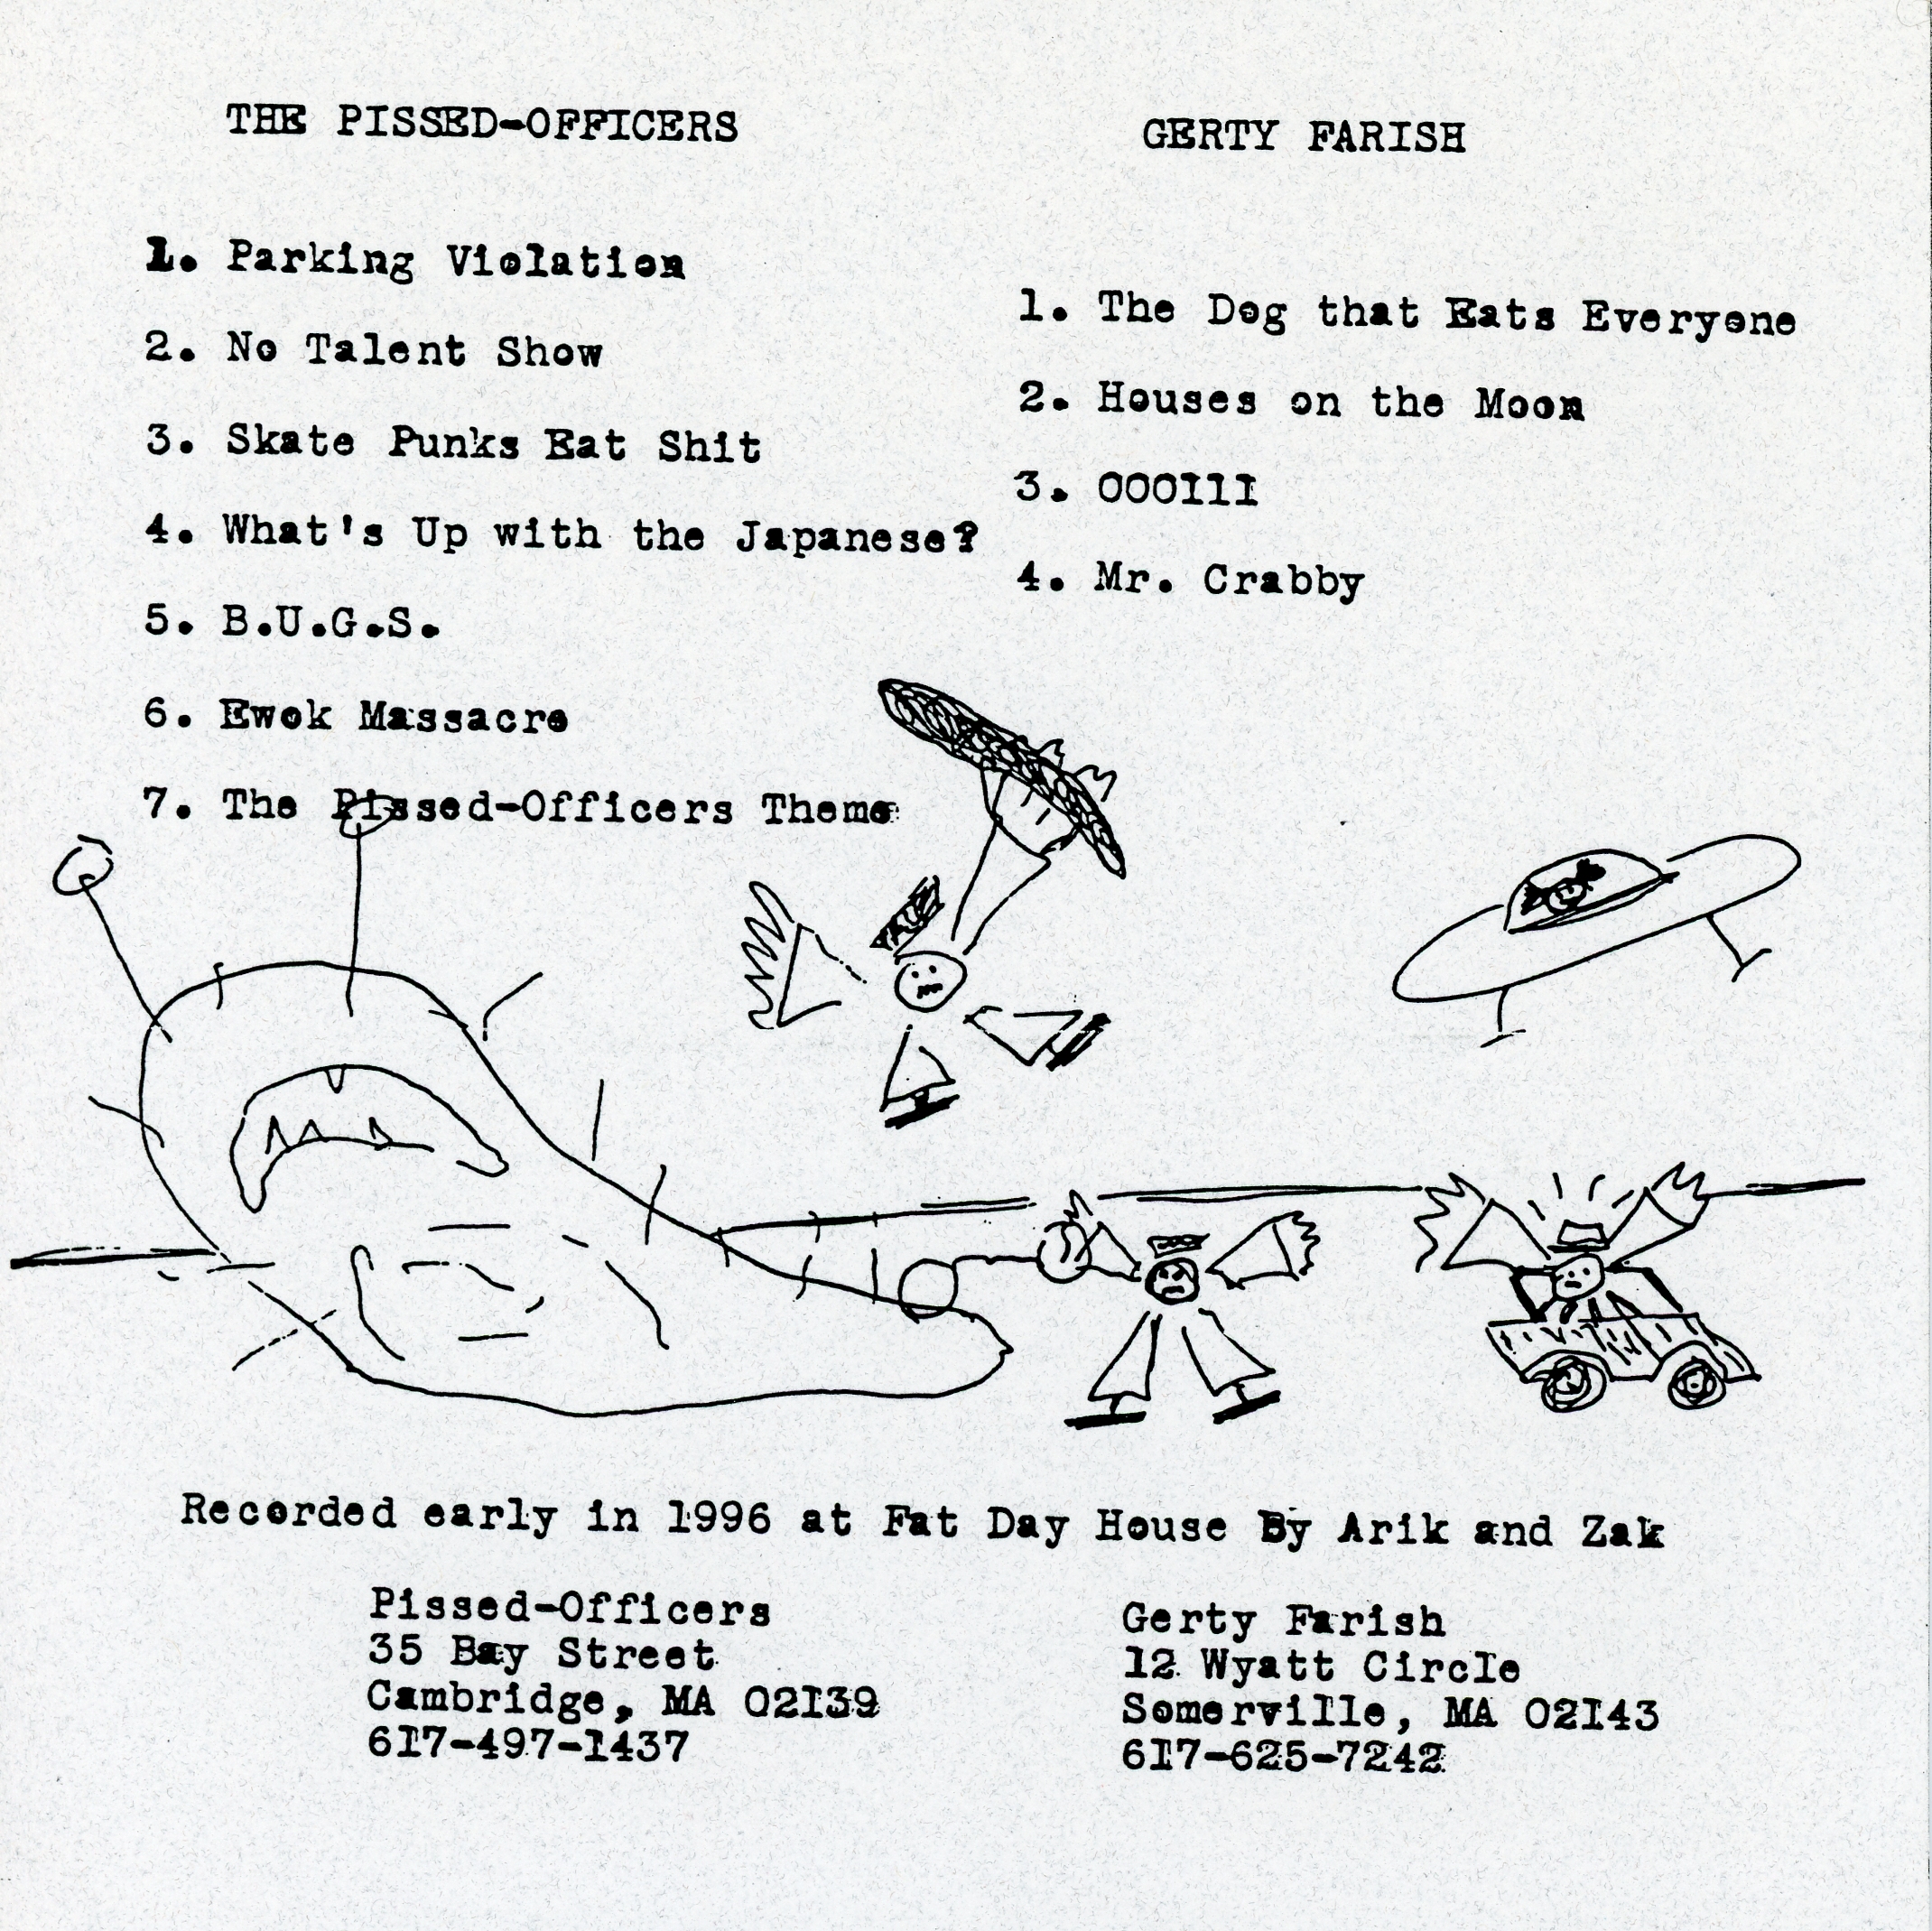 THE PISSED-OFFICERS
1. Parking Violation
2. No Talent Show
3. Skate Punks Eat Shit
4. What's Up with the Japanese?
5. B.U.G.S.
6. Ewok Massacre
7. The Pissed-Officers Theme
GERTY FARISH
1. The Dog that Eats Everyone
2. Houses on the Moon
3. OOOIII
4. Mr. Crabby
Recorded early in 1996 at Fat Day House By Arik and Zak
Pissed-Officers
35 Bay Street
Cambridge, MA 02139
617-497-1437
Gerty Farish
12 Wyatt Circle
Somerville, MA 02143
617-625-7242